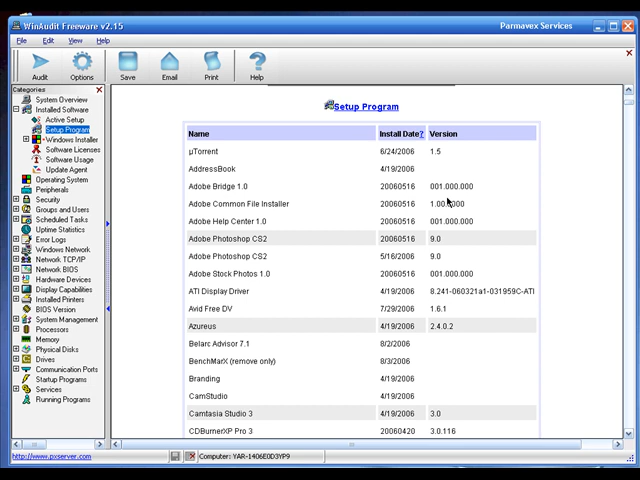 WinAudit Freeware v2.15 Parmavex Services
File Edit View Help
Audit Options Save Email Print Help
Categories
System Overview
Installed Software
Active Setup
Setup Program
Windows Installer
Software Licenses
Software Usage
Update Agent
Operating System
Peripherals
Security
Groups and Users
Scheduled Tasks
Uptime Statistics
Error Logs
Windows Network
Network TCP/IP
Network BIOS
Hardware Devices
Display Capabilities
Installed Printers
BIOS Version
System Management
Processors
Memory
Physical Disks
Drives
Communication Ports
Startup Programs
Services
Running Programs
Setup Program
Name Install Date? Version
µTorrent 6/24/2006 1.5
AddressBook 4/19/2006
Adobe Bridge 1.0 20060516 001.000.000
Adobe Common File Installer 20060516 1.00.000
Adobe Help Center 1.0 20060516 001.000.000
Adobe Photoshop CS2 20060516 9.0
Adobe Photoshop CS2 5/16/2006 9.0
Adobe Stock Photos 1.0 20060516 001.000.000
ATI Display Driver 4/19/2006 8.241-060321a1-031959C-ATI
Avid Free DV 7/29/2006 1.6.1
Azureus 4/19/2006 2.4.0.2
Belarc Advisor 7.1 8/2/2006
BenchMarX (remove only) 8/3/2006
Branding 4/19/2006
CamStudio 4/19/2006
Camtasia Studio 3 4/19/2006 3.0
CDBurnerXP Pro 3 20060420 3.0.116
http://www.pxserver.com Computer: YAR-1406E0D3YP9